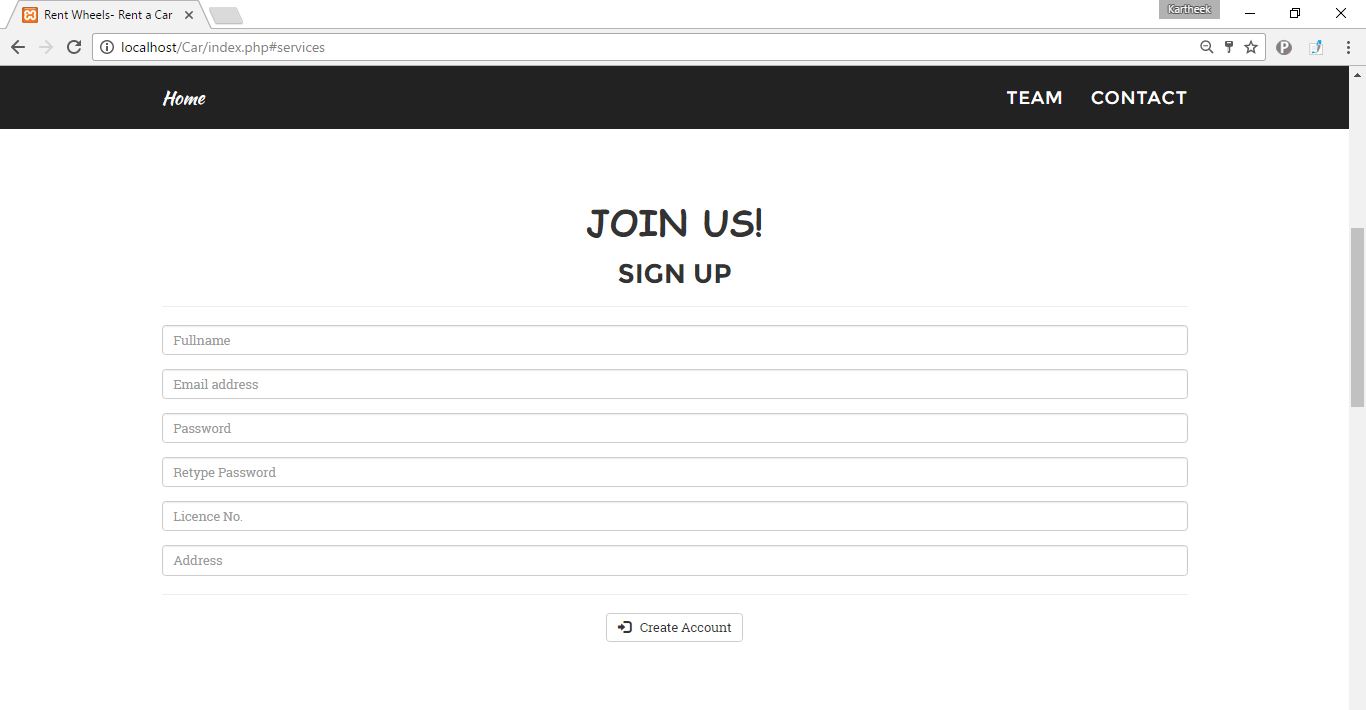 Rent Wheels- Rent a Car
Kartheek
localhost/Car/index.php#services
Home
TEAM
CONTACT
JOIN US!
SIGN UP
Fullname
Email address
Password
Retype Password
Licence No.
Address
Create Account